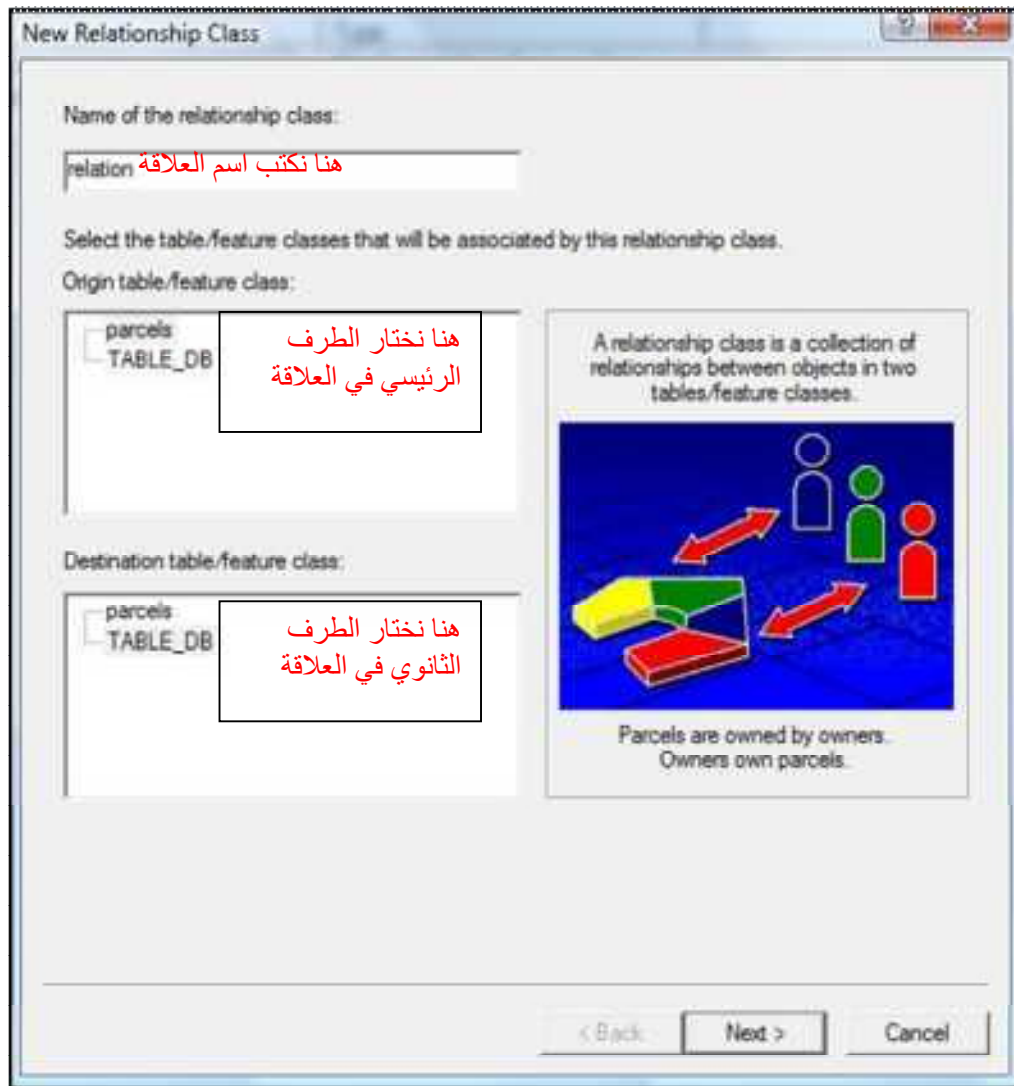 New Relationship Class
Name of the relationship class:
relation هنا نكتب اسم العلاقة
Select the table/feature classes that will be associated by this relationship class.
Origin table/feature class:
parcels
TABLE_DB
هنا نختار الطرف
الرئيسي في العلاقة
A relationship class is a collection of
relationships between objects in two
tables/feature classes.
Destination table/feature class:
parcels
TABLE_DB
هنا نختار الطرف
الثانوي في العلاقة
Parcels are owned by owners.
Owners own parcels.
< Back
Next >
Cancel